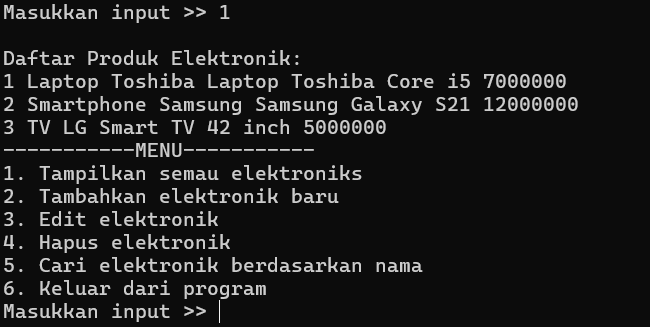 Masukkan input >> 1
Daftar Produk Elektronik:
1 Laptop Toshiba Laptop Toshiba Core i5 7000000
2 Smartphone Samsung Samsung Galaxy S21 12000000
3 TV LG Smart TV 42 inch 5000000
-----------MENU-----------
1. Tampilkan semau elektroniks
2. Tambahkan elektronik baru
3. Edit elektronik
4. Hapus elektronik
5. Cari elektronik berdasarkan nama
6. Keluar dari program
Masukkan input >>